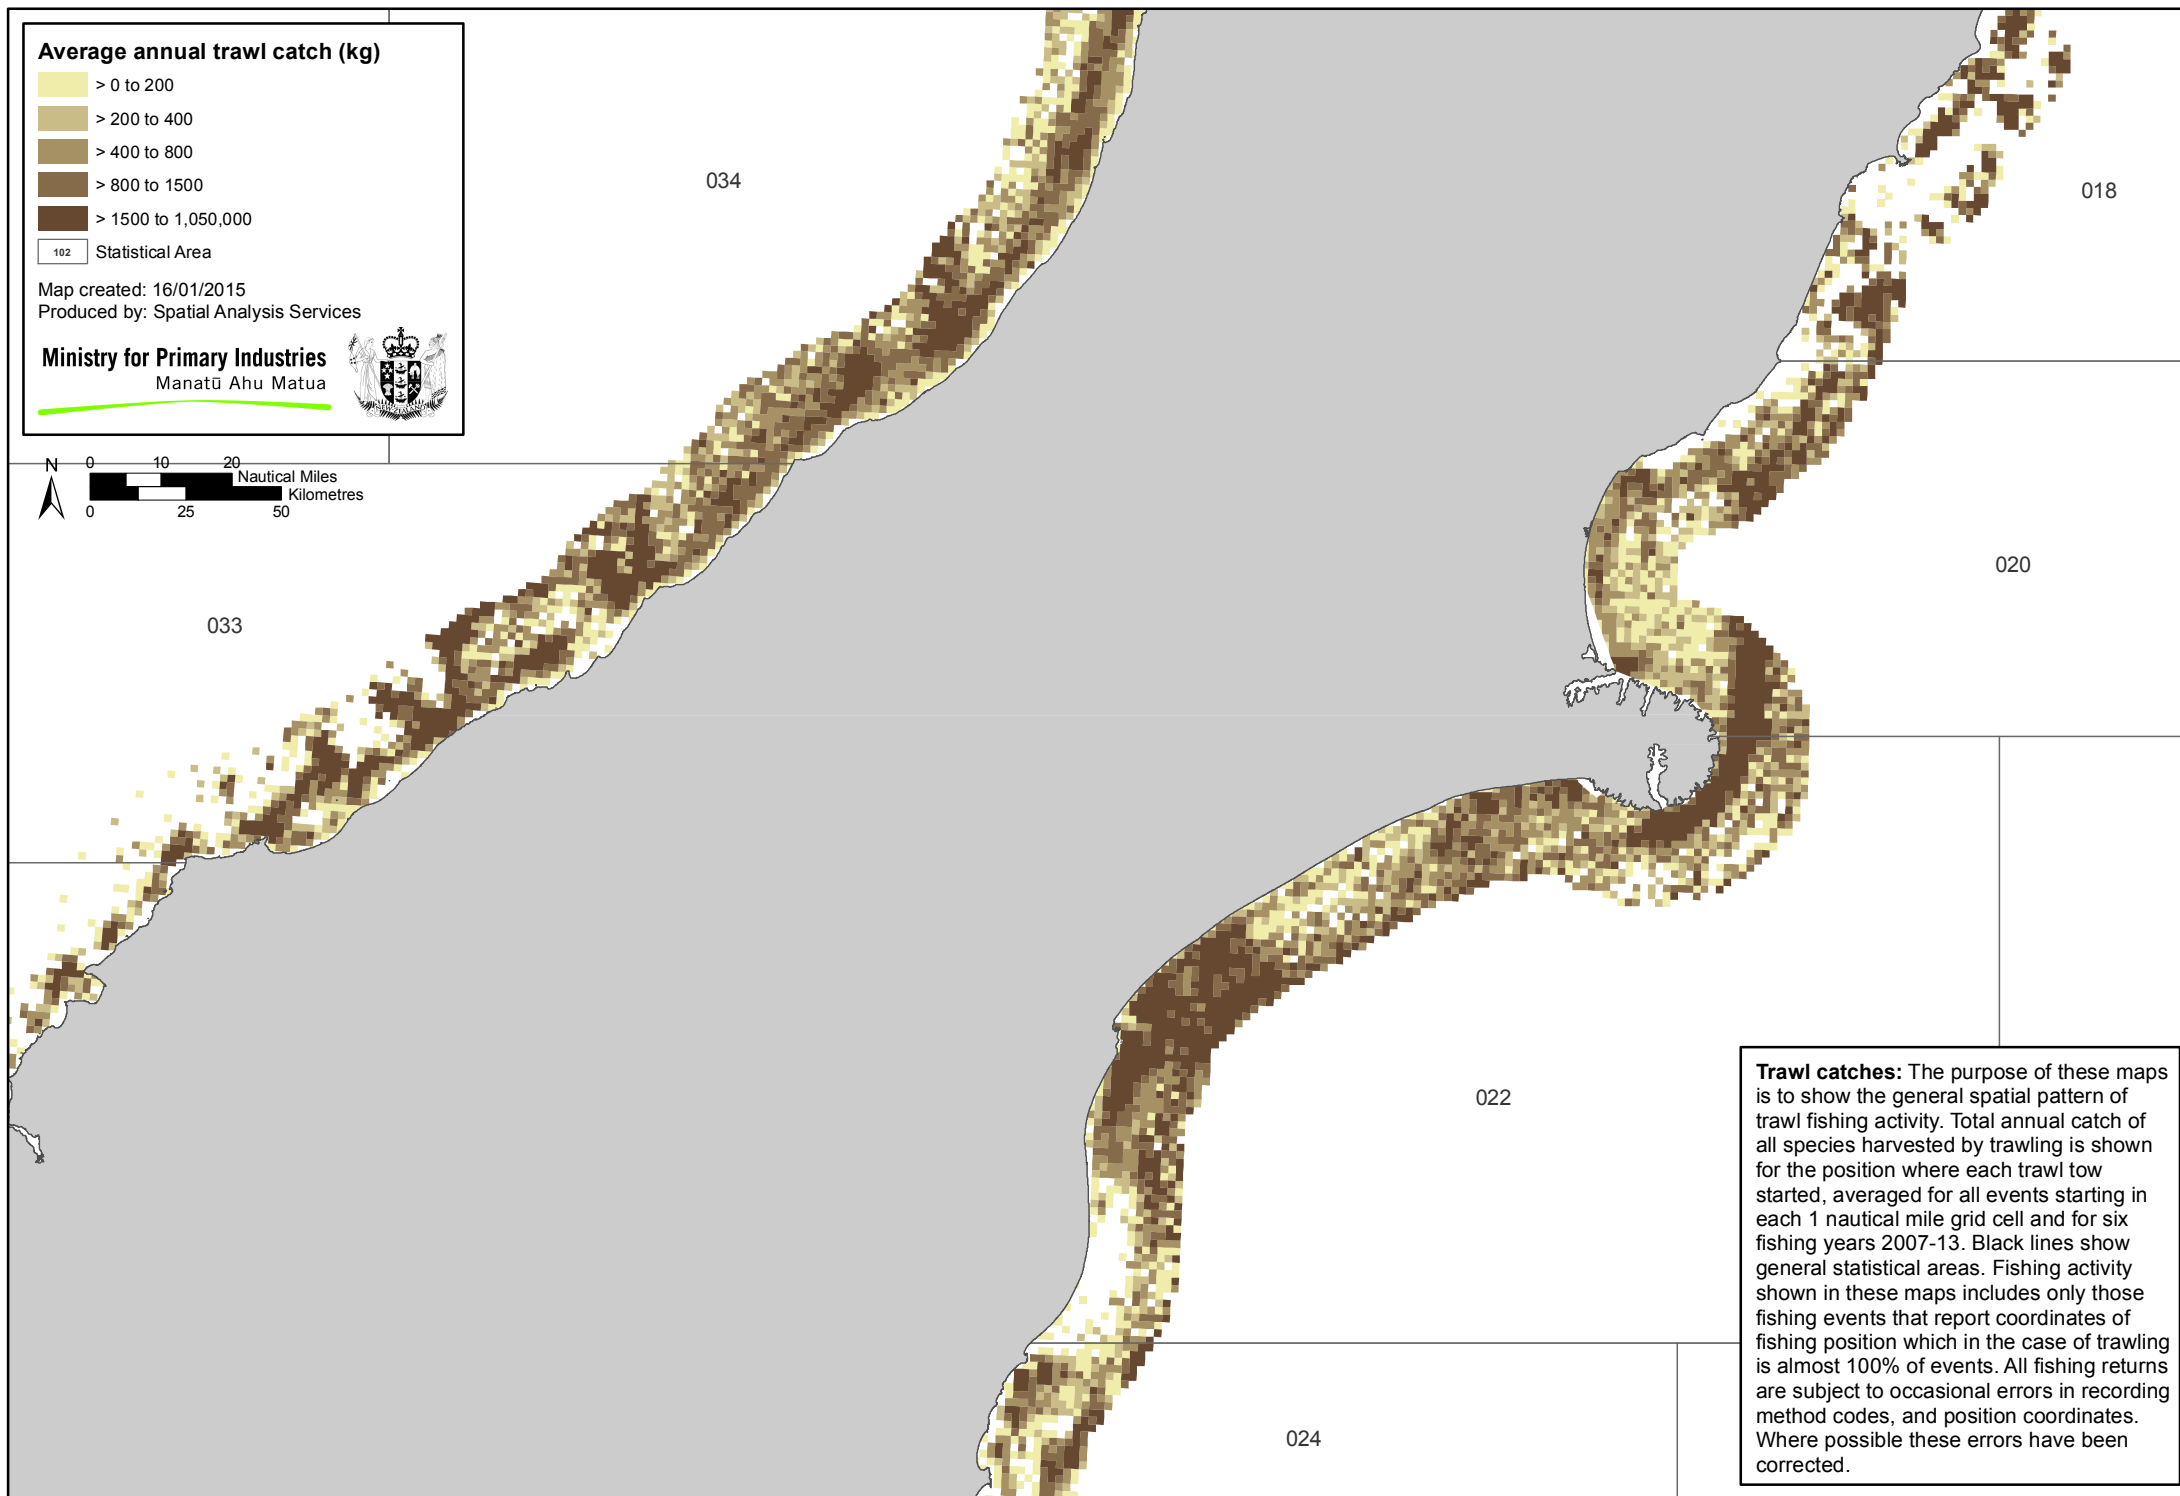 Average annual trawl catch (kg)
> 0 to 200
> 200 to 400
> 400 to 800
> 800 to 1500
> 1500 to 1,050,000
102 Statistical Area
Map created: 16/01/2015
Produced by: Spatial Analysis Services
Ministry for Primary Industries
Manatū Ahu Matua
NEW ZEALAND
N
0 10 20
Nautical Miles
Kilometres
0 25 50
034
018
033
020
022
024
Trawl catches: The purpose of these maps
is to show the general spatial pattern of
trawl fishing activity. Total annual catch of
all species harvested by trawling is shown
for the position where each trawl tow
started, averaged for all events starting in
each 1 nautical mile grid cell and for six
fishing years 2007-13. Black lines show
general statistical areas. Fishing activity
shown in these maps includes only those
fishing events that report coordinates of
fishing position which in the case of trawling
is almost 100% of events. All fishing returns
are subject to occasional errors in recording
method codes, and position coordinates.
Where possible these errors have been
corrected.